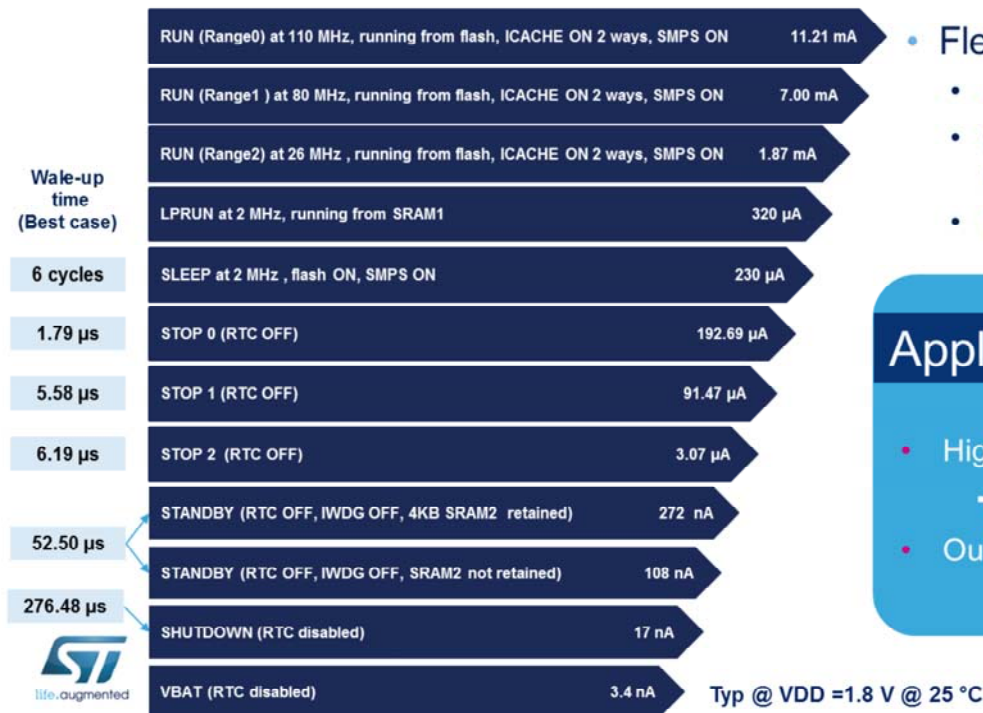 RUN (Range0) at 110 MHz, running from flash, ICACHE ON 2 ways, SMPS ON 11.21 mA
RUN (Range1 ) at 80 MHz, running from flash, ICACHE ON 2 ways, SMPS ON 7.00 mA
RUN (Range2) at 26 MHz , running from flash, ICACHE ON 2 ways, SMPS ON 1.87 mA
Wake-up
time
(Best case)
LPRUN at 2 MHz, running from SRAM1 320 µA
6 cycles SLEEP at 2 MHz , flash ON, SMPS ON 230 µA
1.79 µs STOP 0 (RTC OFF) 192.69 µA
5.58 µs STOP 1 (RTC OFF) 91.47 µA
6.19 µs STOP 2 (RTC OFF) 3.07 µA
STANDBY (RTC OFF, IWDG OFF, 4KB SRAM2 retained) 272 nA
52.50 µs
STANDBY (RTC OFF, IWDG OFF, SRAM2 not retained) 108 nA
276.48 µs
SHUTDOWN (RTC disabled) 17 nA
VBAT (RTC disabled) 3.4 nA
ST
life.augmented
Typ @ VDD =1.8 V @ 25 °C
• Fle
•
•
•
Appl
• Hig
• Ou